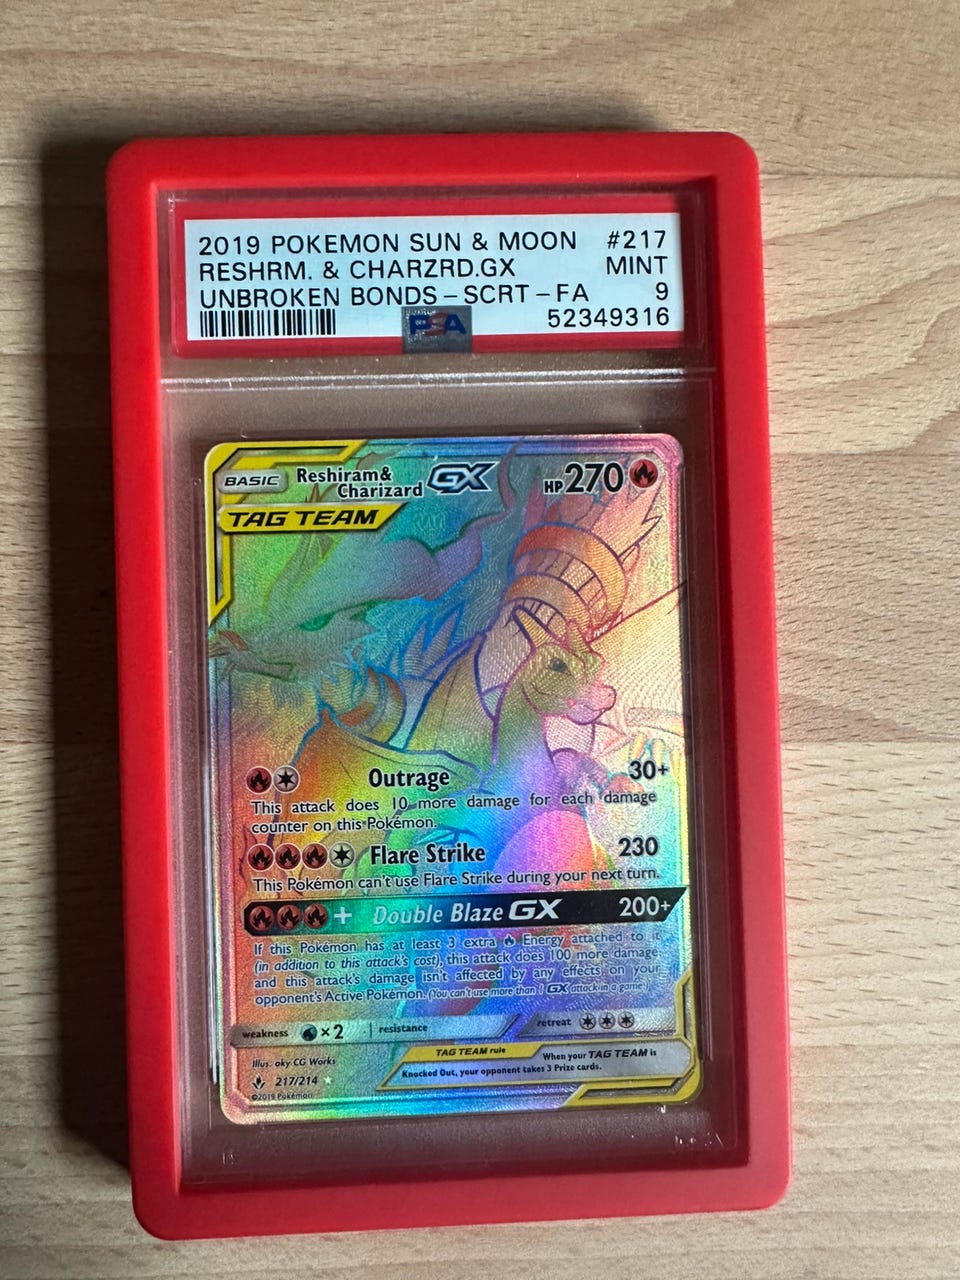 2019 POKEMON SUN & MOON #217
RESHRM. & CHARZRD.GX MINT
UNBROKEN BONDS - SCRT - FA 9
PSA 52349316
BASIC Reshiram& Charizard GX HP270
TAG TEAM
Outrage 30+
This attack does 10 more damage for each damage
counter on this Pokémon.
Flare Strike 230
This Pokémon can't use Flare Strike during your next turn.
+ Double Blaze GX 200+
If this Pokémon has at least 3 extra Energy attached to it
(in addition to this attack's cost), this attack does 100 more damage,
and this attack's damage isn't affected by any effects on your
opponent's Active Pokémon. (You can't use more than 1 GX attack in a game.)
weakness ×2 resistance retreat
Illus. aky CG Works
TAG TEAM rule When your TAG TEAM is
Knocked Out, your opponent takes 3 Prize cards.
217/214
©2019 Pokémon